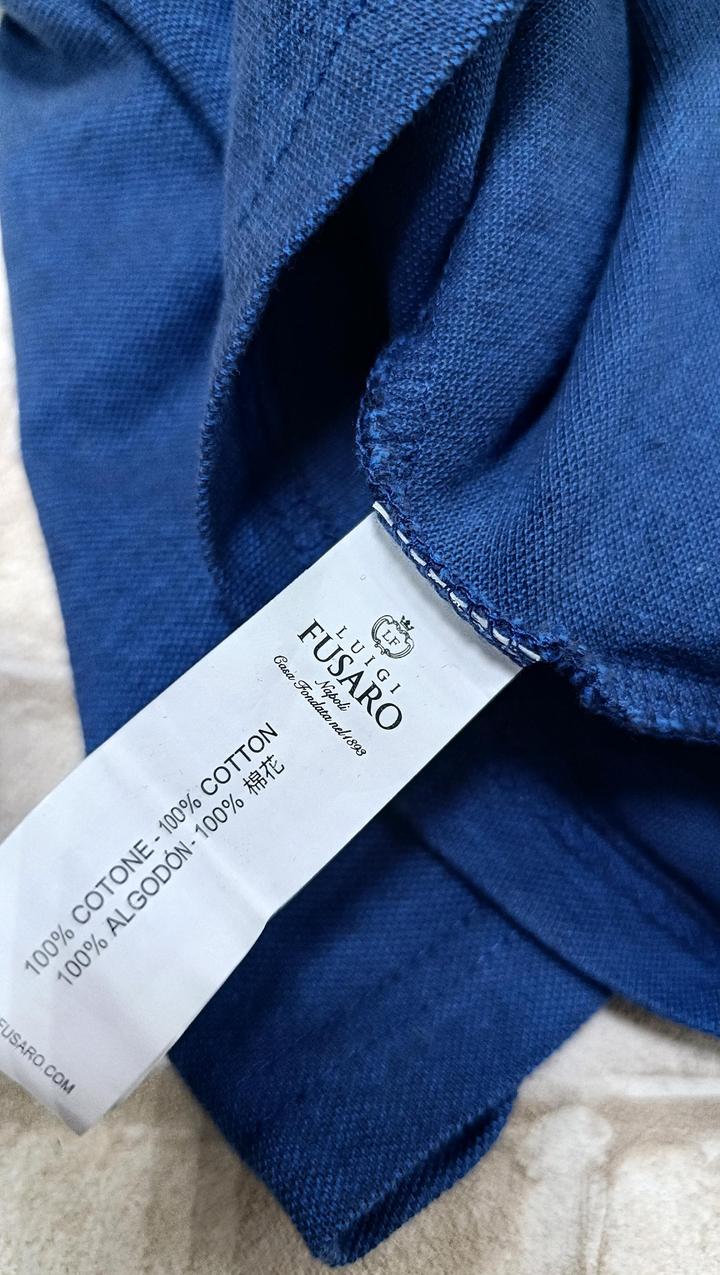 LF
LUIGI
FUSARO
Napoli
Casa Fondata nel 1893
100% COTONE - 100% COTTON
100% ALGODÓN - 100% 棉花
FUSARO.COM